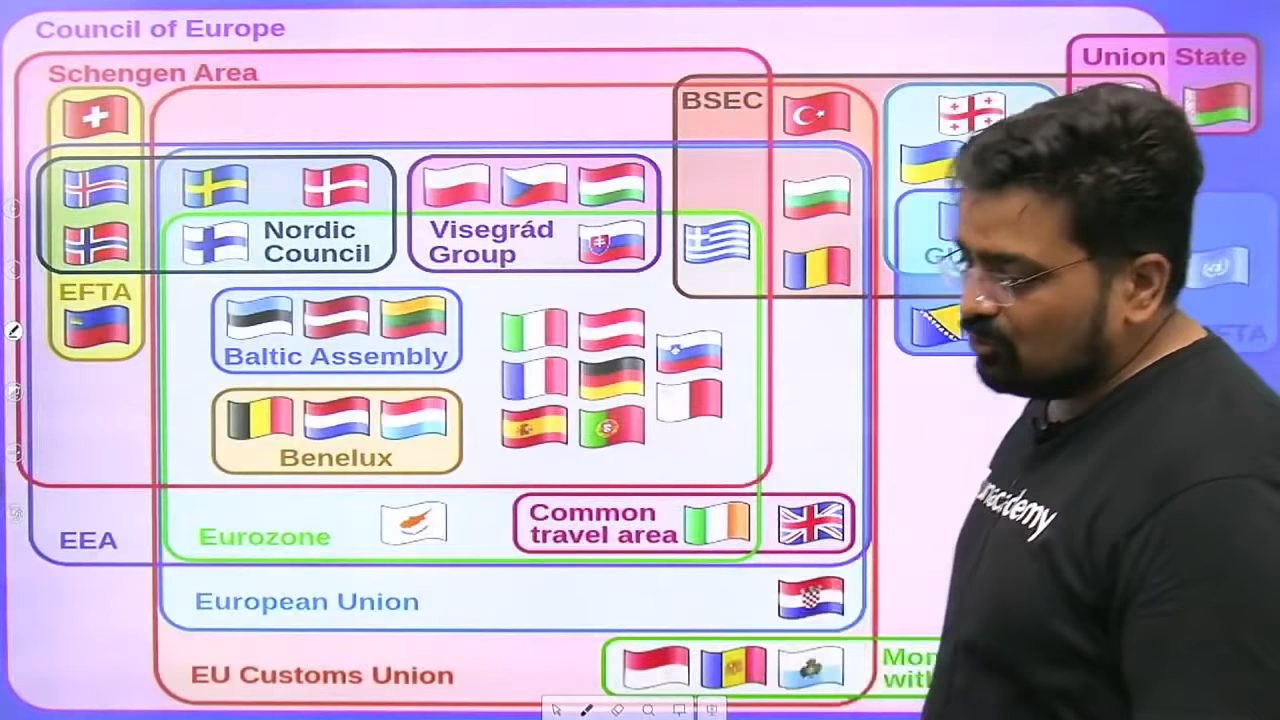 Council of Europe
Schengen Area
Union State
BSEC
Nordic
Council
Visegrád
Group
EFTA
Baltic Assembly
Benelux
Common
travel area
Eurozone
EEA
European Union
EU Customs Union